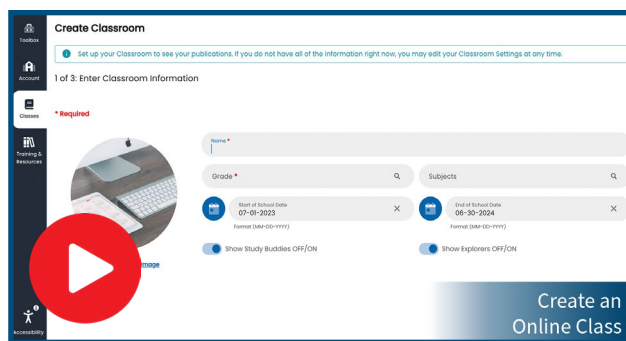 Toolbox
Account
Classes
Training &
Resources
Accessibility
Create Classroom
Set up your Classroom to see your publications. If you do not have all of the information right now, you may edit your Classroom Settings at any time.
1 of 3: Enter Classroom Information
* Required
Image
Name *
Grade *
Subjects
Start of School Date
07-01-2023
Format (MM-DD-YYYY)
End of School Date
06-30-2024
Format (MM-DD-YYYY)
Show Study Buddies OFF/ON
Show Explorers OFF/ON
Create an
Online Class